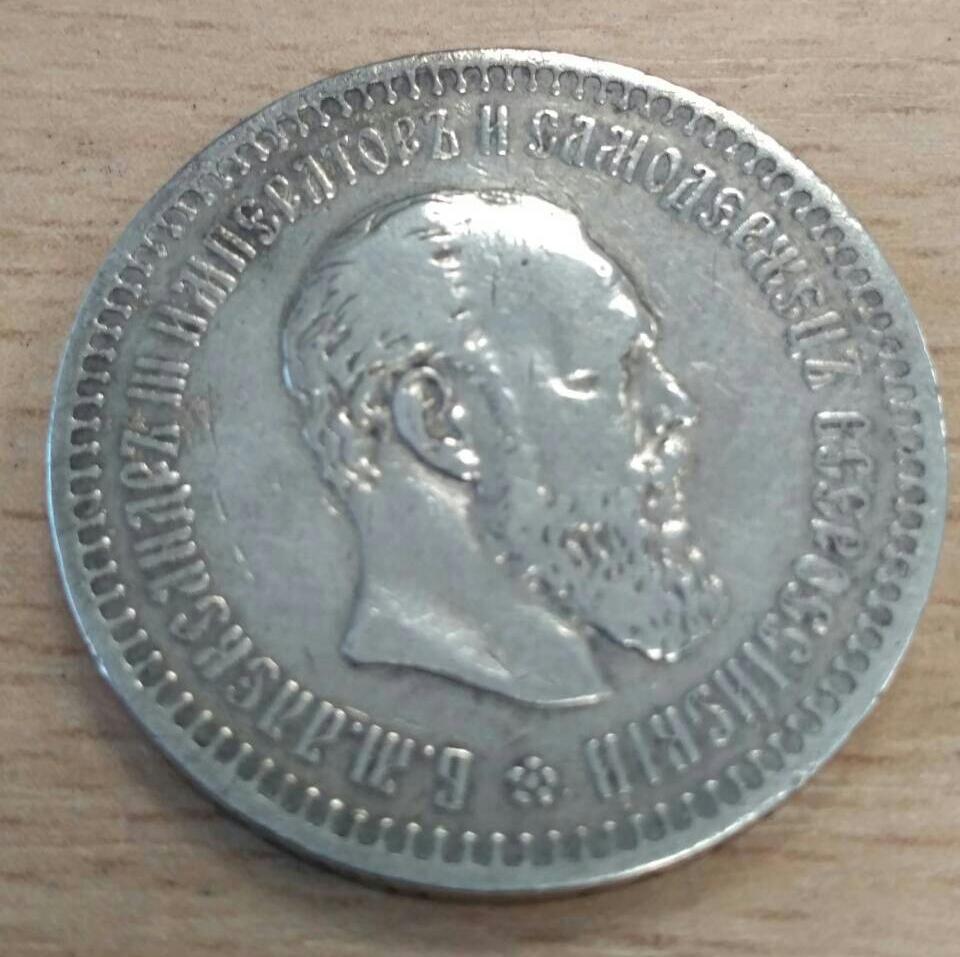 Б. М. АЛЕКСАНДРЪ III ИМПЕРАТОРЪ И САМОДЕРЖЕЦЪ ВСЕРОССIЙСКIЙ